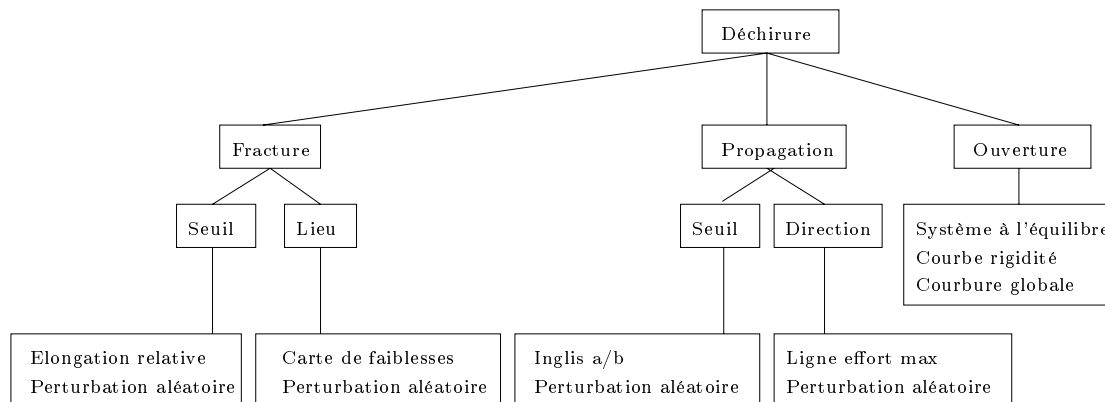 Déchirure
Fracture
Propagation
Ouverture
Seuil
Lieu
Seuil
Direction
Système à l'équilibre
Courbe rigidité
Courbure globale
Elongation relative
Perturbation aléatoire
Carte de faiblesses
Perturbation aléatoire
Inglis a/b
Perturbation aléatoire
Ligne effort max
Perturbation aléatoire